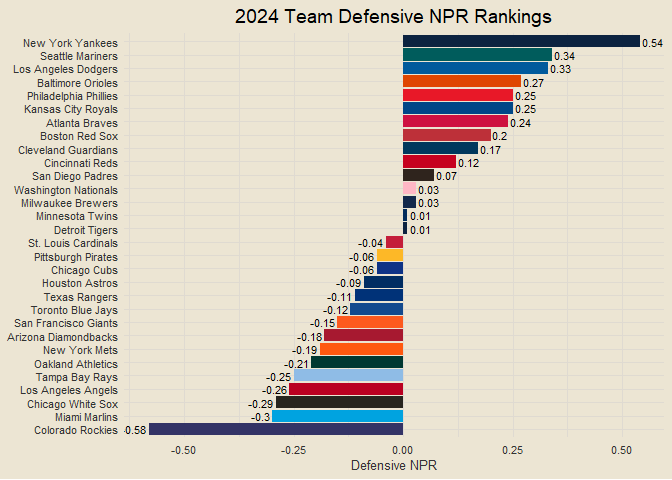 2024 Team Defensive NPR Rankings
New York Yankees 0.54
Seattle Mariners 0.34
Los Angeles Dodgers 0.33
Baltimore Orioles 0.27
Philadelphia Phillies 0.25
Kansas City Royals 0.25
Atlanta Braves 0.24
Boston Red Sox 0.2
Cleveland Guardians 0.17
Cincinnati Reds 0.12
San Diego Padres 0.07
Washington Nationals 0.03
Milwaukee Brewers 0.03
Minnesota Twins 0.01
Detroit Tigers 0.01
St. Louis Cardinals -0.04
Pittsburgh Pirates -0.06
Chicago Cubs -0.06
Houston Astros -0.09
Texas Rangers -0.11
Toronto Blue Jays -0.12
San Francisco Giants -0.15
Arizona Diamondbacks -0.18
New York Mets -0.19
Oakland Athletics -0.21
Tampa Bay Rays -0.25
Los Angeles Angels -0.26
Chicago White Sox -0.29
Miami Marlins -0.3
Colorado Rockies -0.58
-0.50 -0.25 0.00 0.25 0.50
Defensive NPR